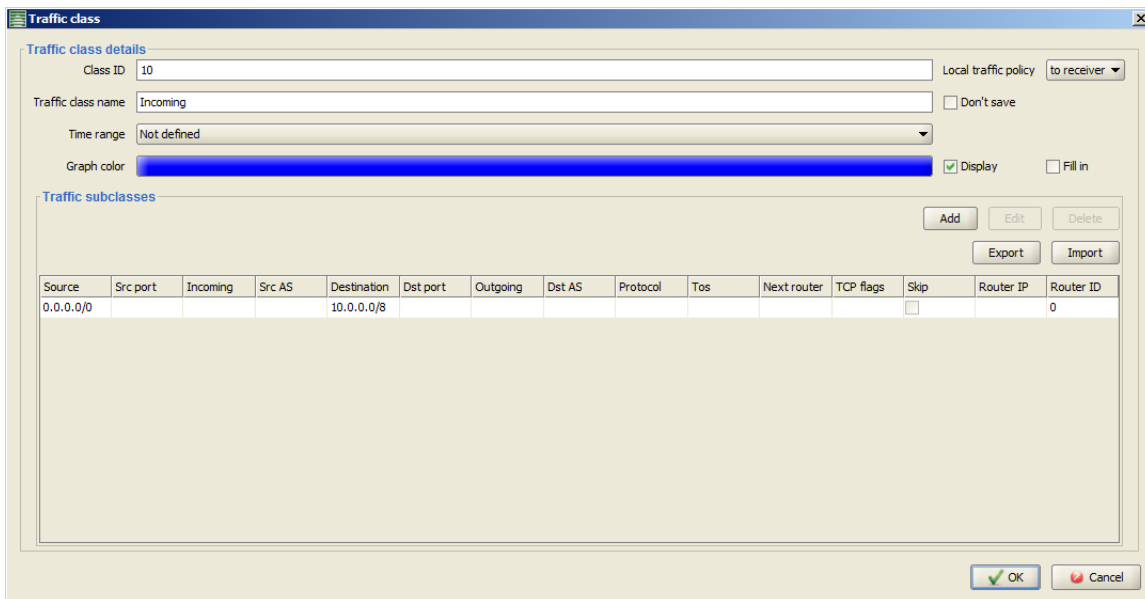 Traffic class
Traffic class details
Class ID 10 Local traffic policy to receiver
Traffic class name Incoming Don't save
Time range Not defined
Graph color Display Fill in
Traffic subclasses
Add Edit Delete
Export Import
Source Src port Incoming Src AS Destination Dst port Outgoing Dst AS Protocol Tos Next router TCP flags Skip Router IP Router ID
0.0.0.0/0 10.0.0.0/8 0
OK Cancel